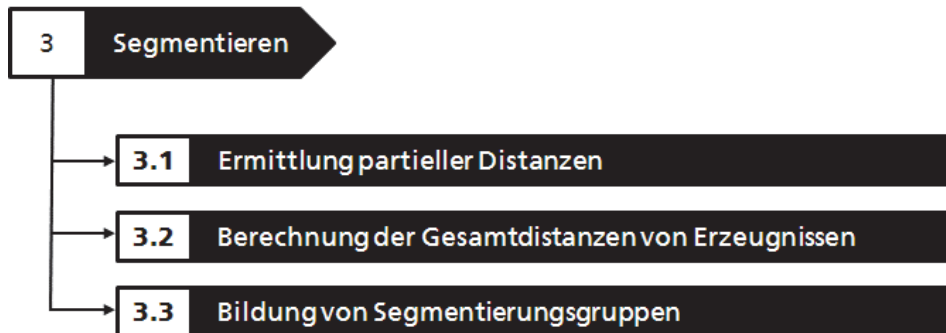 3 Segmentieren
3.1 Ermittlung partieller Distanzen
3.2 Berechnung der Gesamtdistanzen von Erzeugnissen
3.3 Bildung von Segmentierungsgruppen